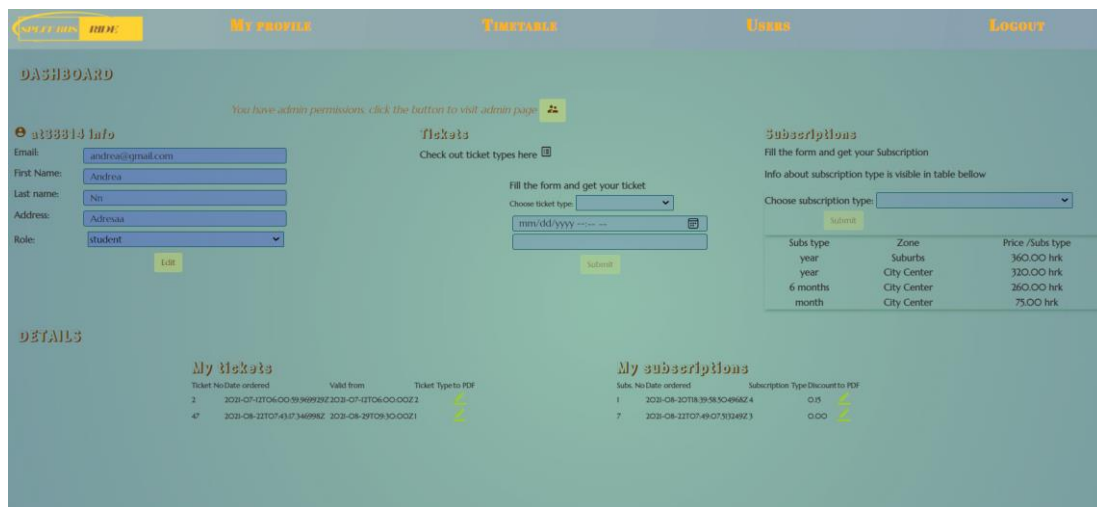 SPLIT BUS RIDE
MY PROFILE
TIMETABLE
USERS
LOGOUT
DASHBOARD
You have admin permissions, click the button to visit admin page
at38814 Info
Email: andrea@gmail.com
First Name: Andrea
Last name: Nn
Address: Adresaa
Role: student
Edit
Tickets
Check out ticket types here
Fill the form and get your ticket
Choose ticket type:
mm/dd/yyyy --:-- --
Submit
Subscriptions
Fill the form and get your Subscription
Info about subscription type is visible in table bellow
Choose subscription type:
Submit
Subs type Zone Price /Subs type
year Suburbs 360.00 hrk
year City Center 320.00 hrk
6 months City Center 260.00 hrk
month City Center 75.00 hrk
DETAILS
My tickets
Ticket No Date ordered Valid from Ticket Type to PDF
2 2021-07-12T06:00:59.969929Z 2021-07-12T06:00:00Z 2
47 2021-08-22T07:43:17.346998Z 2021-08-29T09:30:00Z 1
My subscriptions
Subs. No Date ordered Subscription Type Discount to PDF
1 2021-08-20T18:39:58.504968Z 4 0.15
7 2021-08-22T07:49:07.513249Z 3 0.00